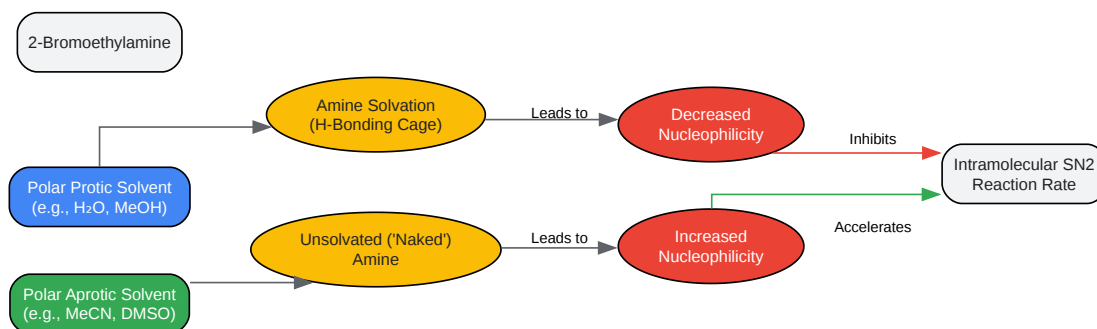 2-Bromoethylamine
Amine Solvation
(H-Bonding Cage)
Leads to
Decreased
Nucleophilicity
Inhibits
Intramolecular SN2
Reaction Rate
Polar Protic Solvent
(e.g., H₂O, MeOH)
Unsolvated ('Naked')
Amine
Leads to
Increased
Nucleophilicity
Accelerates
Polar Aprotic Solvent
(e.g., MeCN, DMSO)